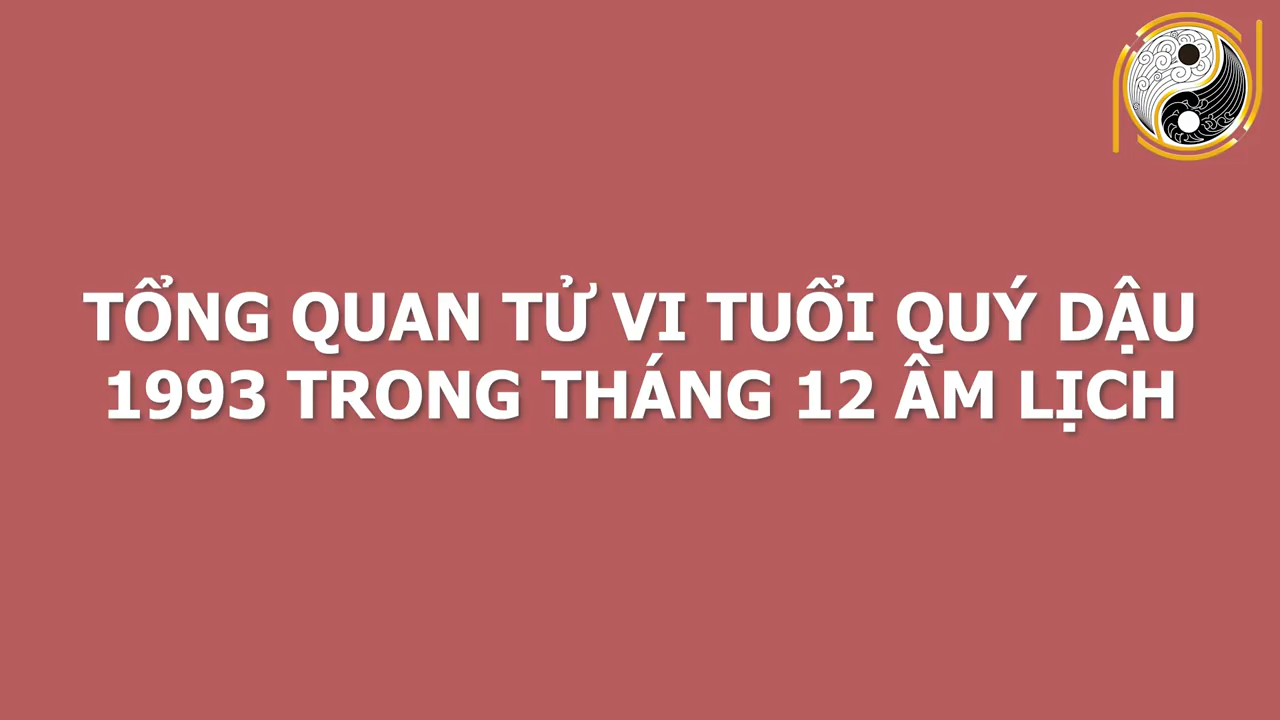 TỔNG QUAN TỬ VI TUỔI QUÝ DẬU
1993 TRONG THÁNG 12 ÂM LỊCH